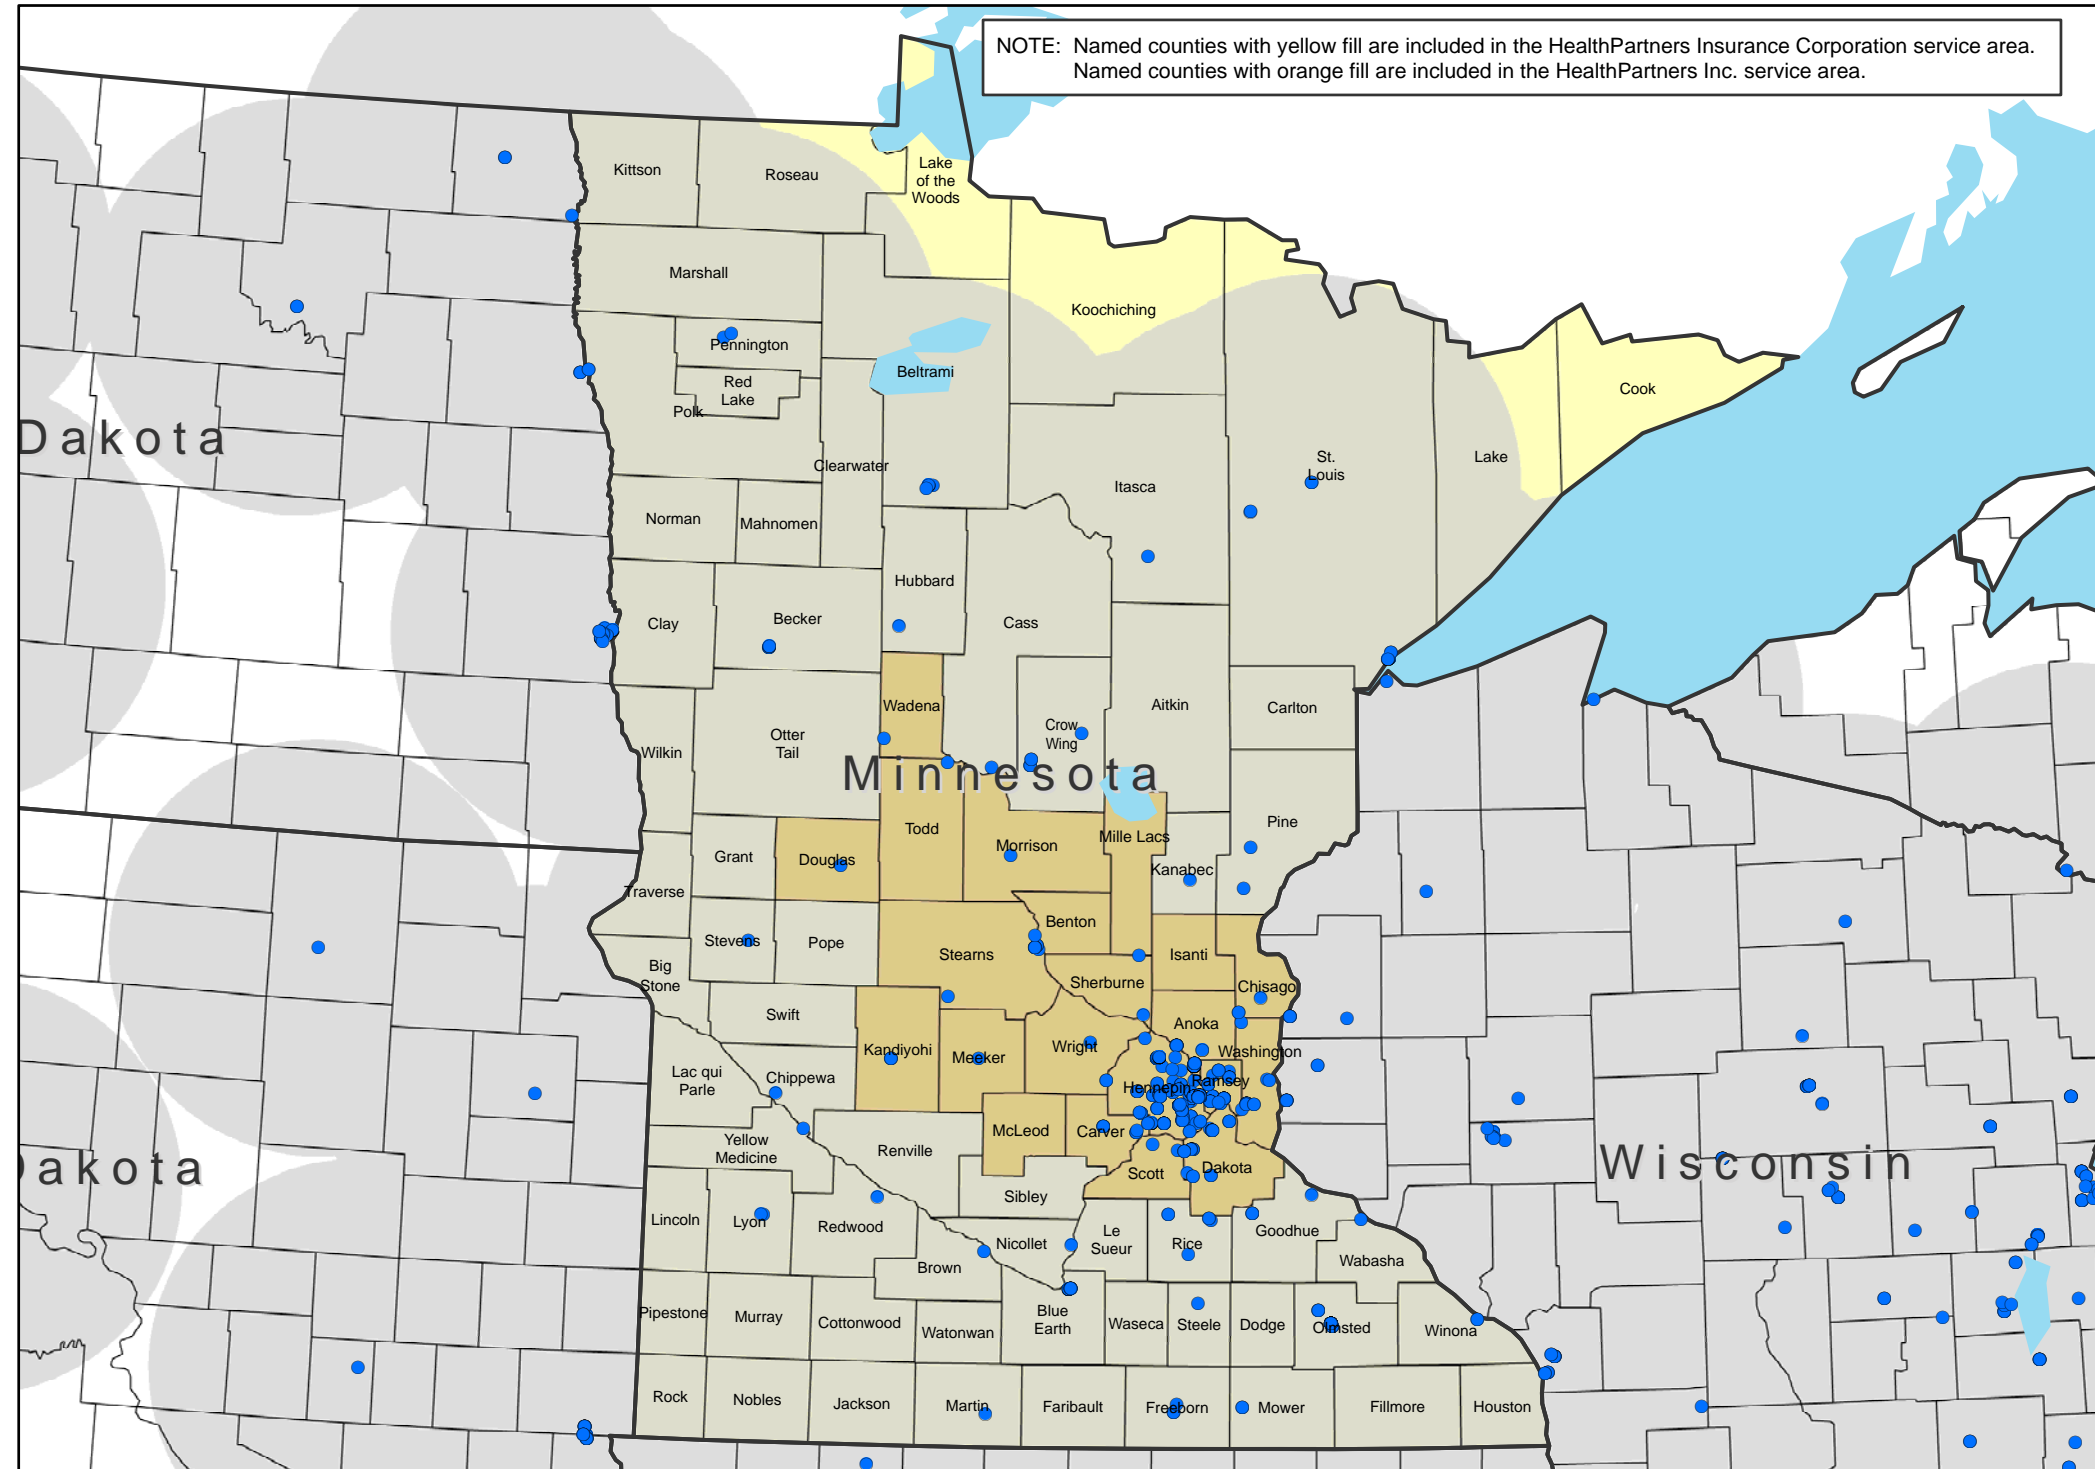 NOTE: Named counties with yellow fill are included in the HealthPartners Insurance Corporation service area.
Named counties with orange fill are included in the HealthPartners Inc. service area.
Kittson
Roseau
Lake
of the
Woods
Marshall
Koochiching
Pennington
Red
Lake
Polk
Beltrami
Cook
Dakota
Clearwater
St.
Louis
Lake
Itasca
Norman
Mahnomen
Hubbard
Clay
Becker
Cass
Wadena
Aitkin
Carlton
Otter
Tail
Crow
Wing
Wilkin
Minnesota
Todd
Morrison
Mille Lacs
Pine
Grant
Douglas
Kanabec
Traverse
Benton
Stevens
Pope
Stearns
Isanti
Big
Stone
Sherburne
Chisago
Swift
Anoka
Kandiyohi
Meeker
Wright
Washington
Lac qui
Parle
Chippewa
Hennepin
Ramsey
McLeod
Carver
Yellow
Medicine
Renville
Scott
Dakota
Wisconsin
Dakota
Sibley
Lincoln
Lyon
Redwood
Nicollet
Le
Sueur
Rice
Goodhue
Brown
Wabasha
Pipestone
Murray
Cottonwood
Watonwan
Blue
Earth
Waseca
Steele
Dodge
Olmsted
Winona
Rock
Nobles
Jackson
Martin
Faribault
Freeborn
Mower
Fillmore
Houston